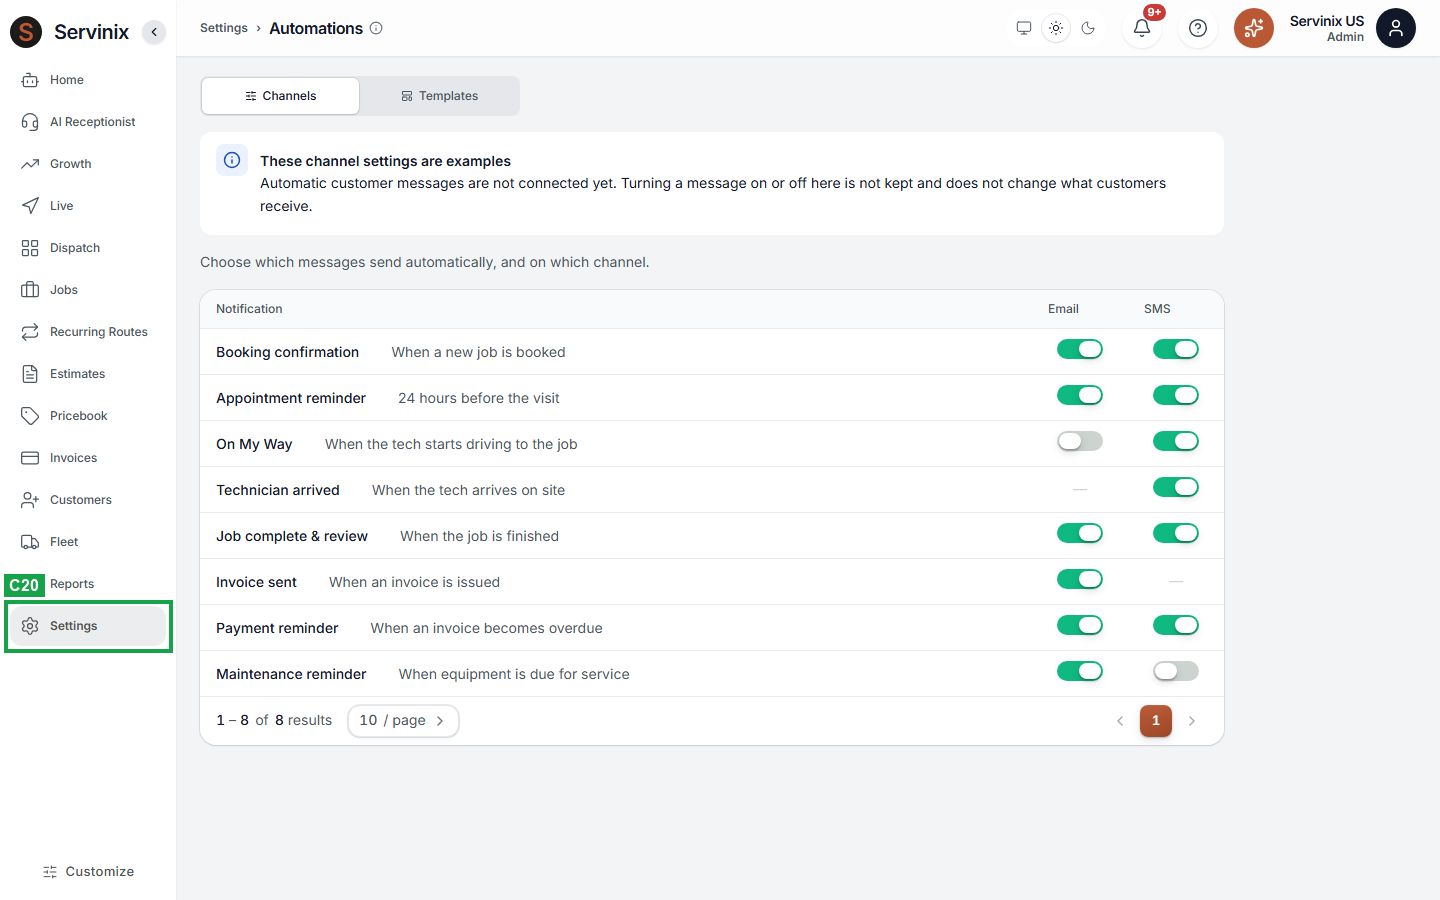 S Servinix
Home
AI Receptionist
Growth
Live
Dispatch
Jobs
Recurring Routes
Estimates
Pricebook
Invoices
Customers
Fleet
C20 Reports
Settings
Customize
Settings › Automations
9+
Servinix US
Admin
Channels
Templates
These channel settings are examples
Automatic customer messages are not connected yet. Turning a message on or off here is not kept and does not change what customers
receive.
Choose which messages send automatically, and on which channel.
Notification Email SMS
Booking confirmation When a new job is booked
Appointment reminder 24 hours before the visit
On My Way When the tech starts driving to the job
Technician arrived When the tech arrives on site —
Job complete & review When the job is finished
Invoice sent When an invoice is issued —
Payment reminder When an invoice becomes overdue
Maintenance reminder When equipment is due for service
1 – 8 of 8 results 10 / page 1